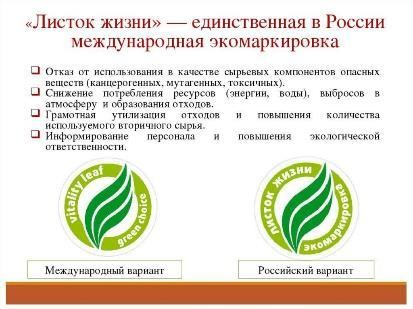 «Листок жизни» — единственная в России
международная экомаркировка
Отказ от использования в качестве сырьевых компонентов опасных
веществ (канцерогенных, мутагенных, токсичных).
Снижение потребления ресурсов (энергии, воды), выбросов в
атмосферу и образования отходов.
Грамотная утилизация отходов и повышения количества
используемого вторичного сырья.
Информирование персонала и повышения экологической
ответственности.
vitality leaf
green choice
листок жизни
экомаркировка
Международный вариант
Российский вариант